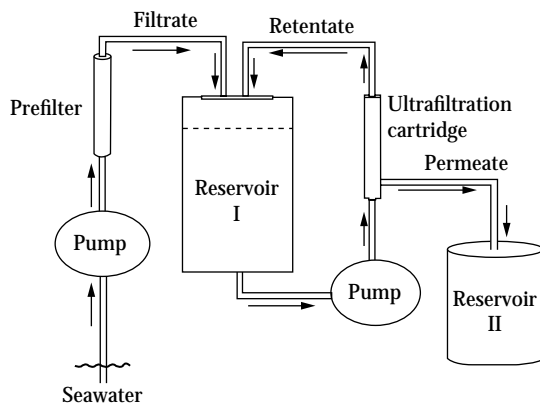 Filtrate
Retentate
Prefilter
Ultrafiltration
cartridge
Permeate
Reservoir
I
Pump
Pump
Reservoir
II
Seawater